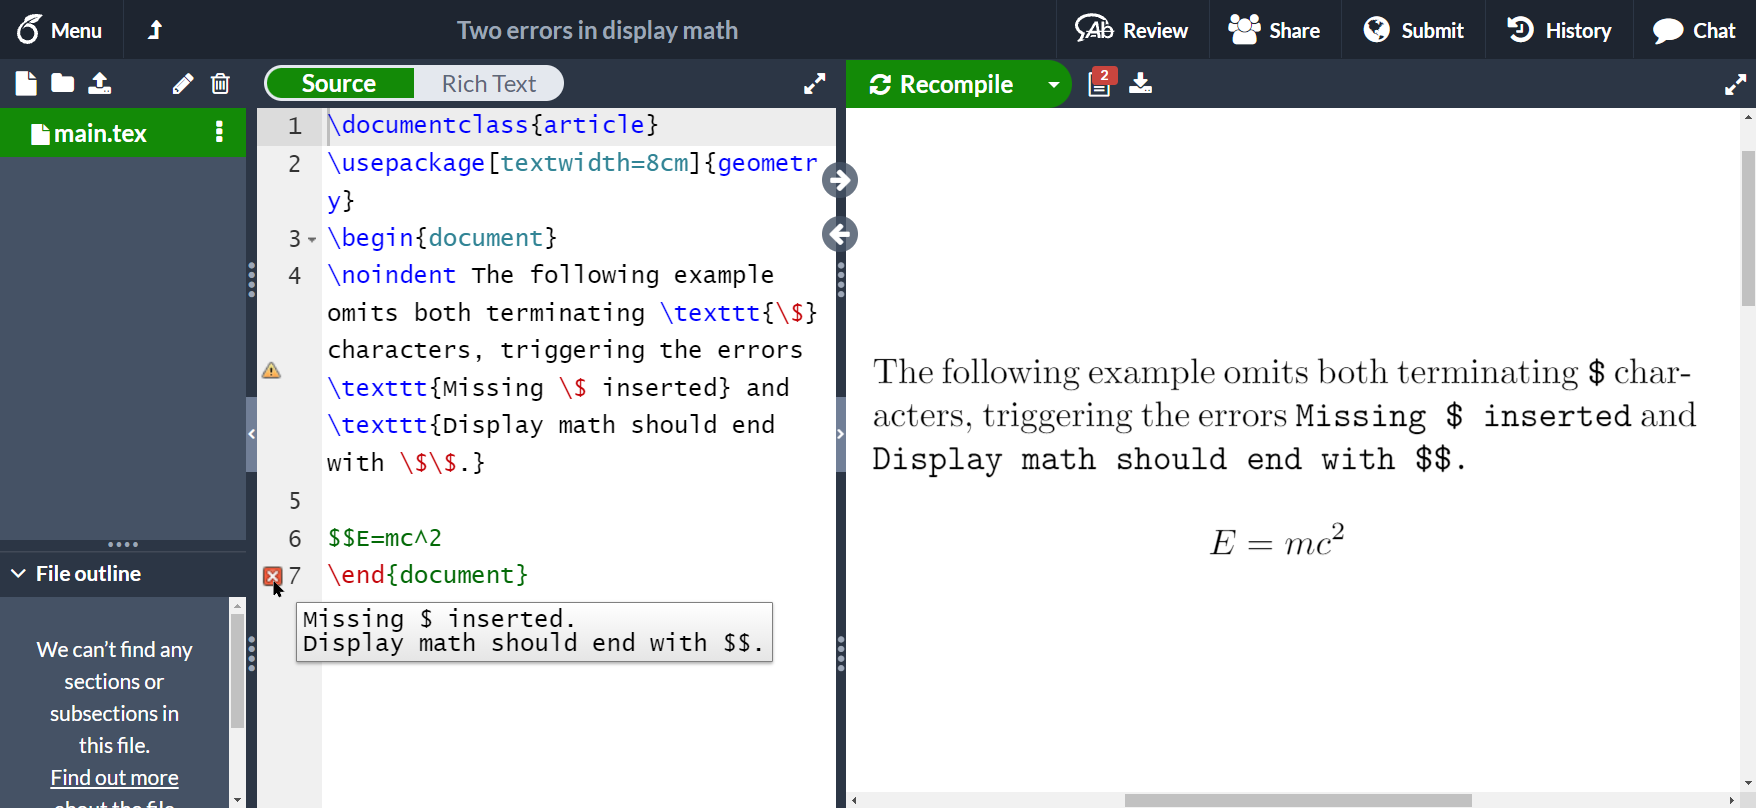 Menu
Two errors in display math
Ab Review
Share
Submit
History
Chat
Source
Rich Text
Recompile
2
main.tex
1 \documentclass{article}
2 \usepackage[textwidth=8cm]{geometr
y}
3 \begin{document}
4 \noindent The following example
omits both terminating \texttt{\$}
characters, triggering the errors
\texttt{Missing \$ inserted} and
\texttt{Display math should end
with \$\$.}
5
6 $$E=mc^2
7 \end{document}
Missing $ inserted.
Display math should end with $$.
File outline
We can’t find any
sections or
subsections in
this file.
Find out more
about the file
The following example omits both terminating $ char-
acters, triggering the errors Missing $ inserted and
Display math should end with $$.
E = mc²